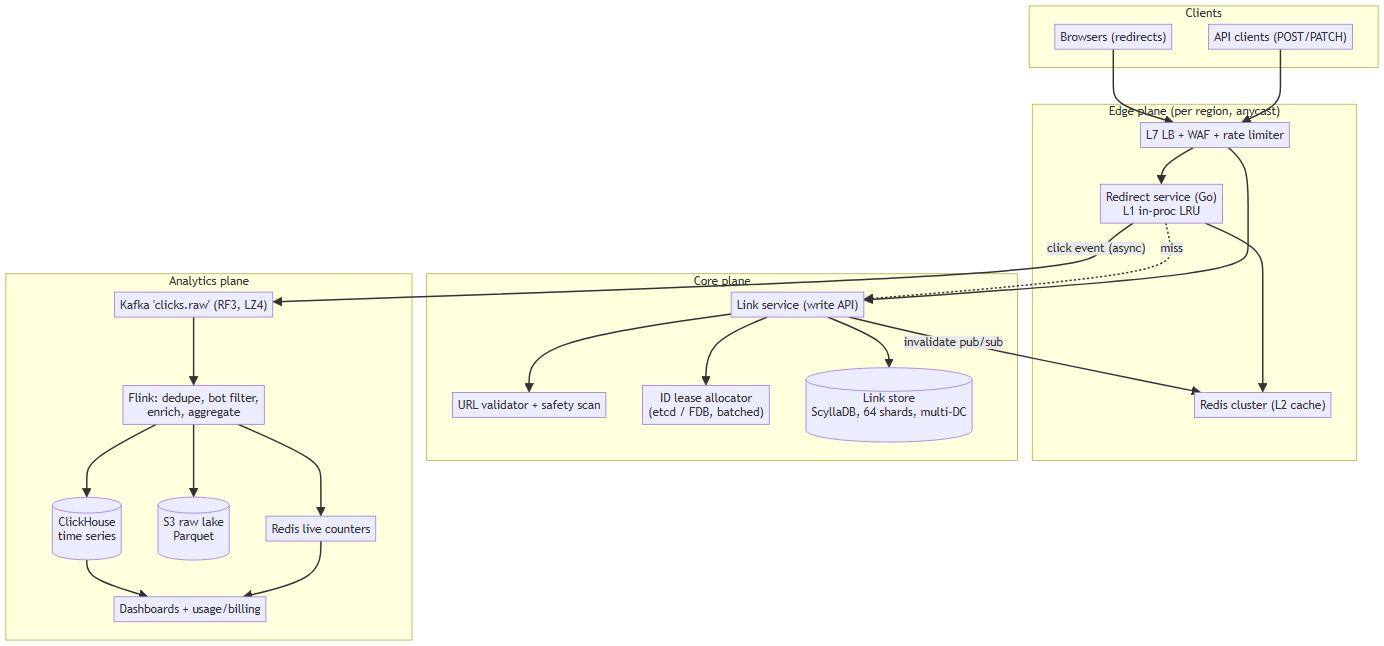 Clients
Browsers (redirects)
API clients (POST/PATCH)
Edge plane (per region, anycast)
L7 LB + WAF + rate limiter
Redirect service (Go)
L1 in-proc LRU
click event (async)
miss
Analytics plane
Kafka 'clicks.raw' (RF3, LZ4)
Core plane
Link service (write API)
invalidate pub/sub
Flink: dedupe, bot filter,
enrich, aggregate
URL validator + safety scan
ID lease allocator
(etcd / FDB, batched)
Link store
ScyllaDB, 64 shards, multi-DC
Redis cluster (L2 cache)
ClickHouse
time series
S3 raw lake
Parquet
Redis live counters
Dashboards + usage/billing